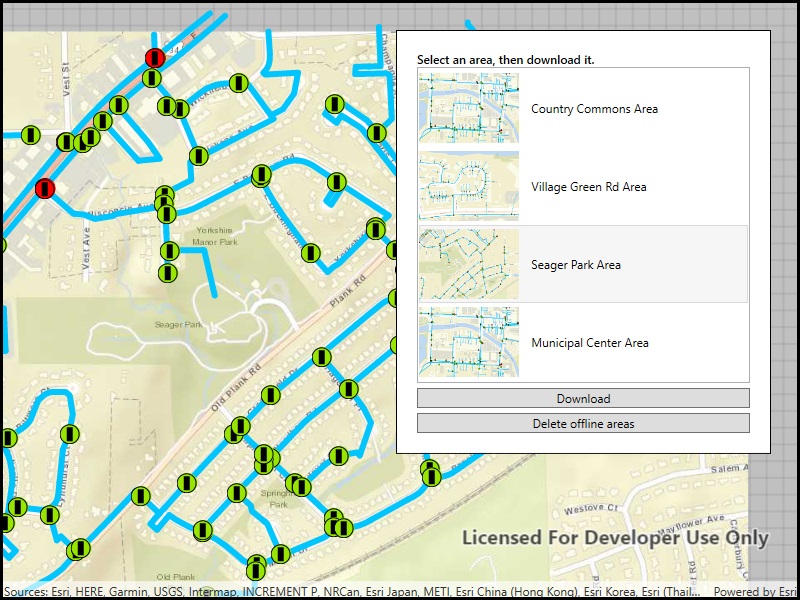 Select an area, then download it.
Country Commons Area
Village Green Rd Area
Seager Park Area
Municipal Center Area
Download
Delete offline areas
34
E
Vest St
Champa
Wisconsin Ave
Vest Ave
Yorkshire
Manor Park
Seager Park
Plank Rd
Old Plank Rd
Springh
Park
Old Plank
Salem A
Westove Ct
Mayflower Ave
Licensed For Developer Use Only
Sources: Esri, HERE, Garmin, USGS, Intermap, INCREMENT P, NRCan, Esri Japan, METI, Esri China (Hong Kong), Esri Korea, Esri (Thail...
Powered by Esri